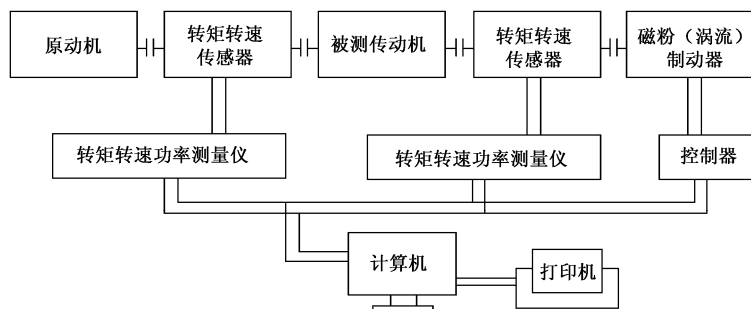 原动机
转矩转速
传感器
被测传动机
转矩转速
传感器
磁粉（涡流）
制动器
转矩转速功率测量仪
转矩转速功率测量仪
控制器
计算机
打印机